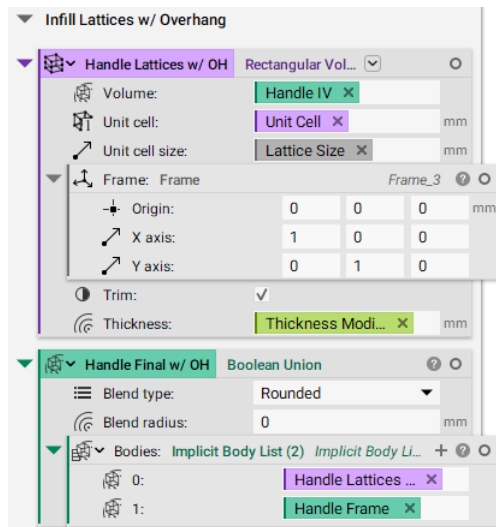 Infill Lattices w/ Overhang
Handle Lattices w/ OH Rectangular Vol...
Volume: Handle IV ×
Unit cell: Unit Cell × mm
Unit cell size: Lattice Size × mm
Frame: Frame Frame_3
Origin: 0 0 0 mm
X axis: 1 0 0
Y axis: 0 1 0
Trim: ✓
Thickness: Thickness Modi... × mm
Handle Final w/ OH Boolean Union
Blend type: Rounded
Blend radius: 0 mm
Bodies: Implicit Body List (2) Implicit Body Li... +
0: Handle Lattices ... ×
1: Handle Frame ×